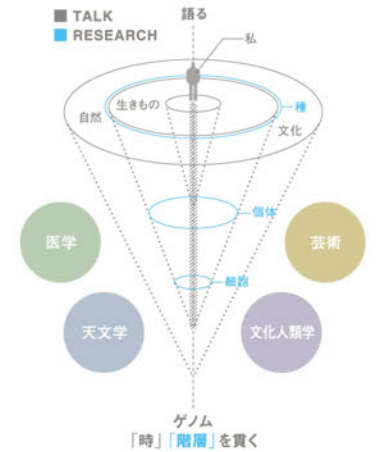 TALK
RESEARCH
語る
私
種
生きもの
自然
文化
個体
細胞
医学
芸術
天文学
文化人類学
ゲノム
「時」「階層」を貫く